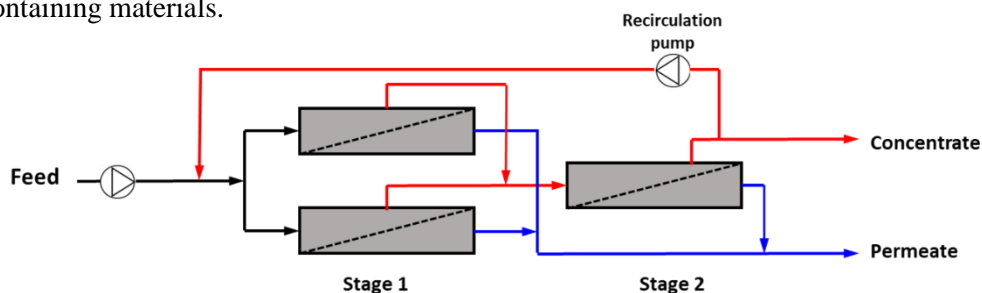 ontaining materials.
Recirculation
pump
Feed
Concentrate
Permeate
Stage 1
Stage 2